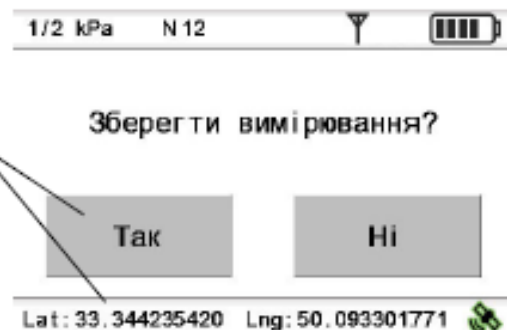 1/2 kPa N 12
Зберегти вимірювання?
Так Ні
Lat: 33.344235420 Lng: 50.093301771